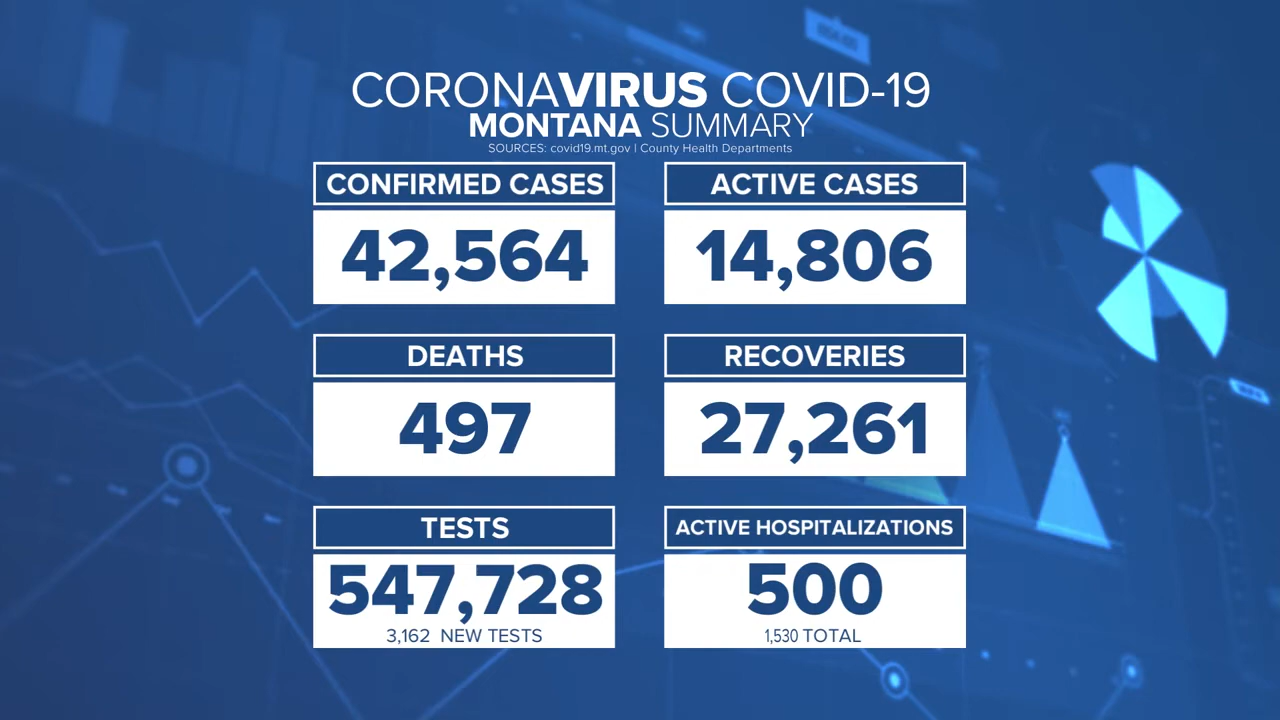 CORONAVIRUS COVID-19
MONTANA SUMMARY
SOURCES: covid19.mt.gov | County Health Departments
CONFIRMED CASES
42,564
ACTIVE CASES
14,806
DEATHS
497
RECOVERIES
27,261
TESTS
547,728
3,162 NEW TESTS
ACTIVE HOSPITALIZATIONS
500
1,530 TOTAL